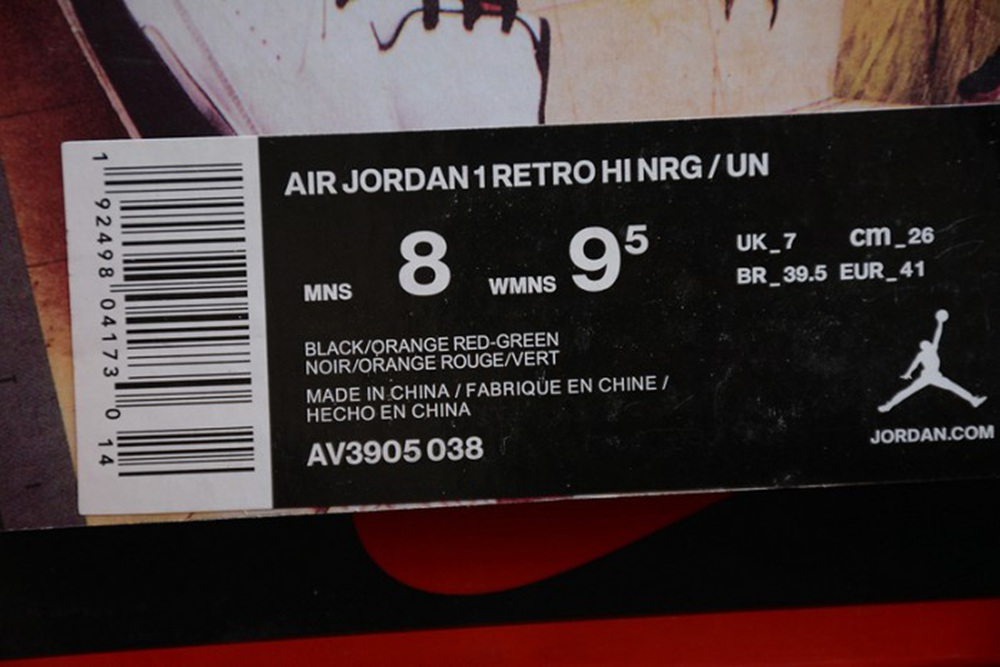 AIR JORDAN 1 RETRO HI NRG / UN
MNS 8 WMNS 9⁵
UK_7 cm_26
BR_39.5 EUR_41
BLACK/ORANGE RED-GREEN
NOIR/ORANGE ROUGE/VERT
MADE IN CHINA / FABRIQUE EN CHINE /
HECHO EN CHINA
AV3905 038
JORDAN.COM
1 92498 04173 0 14